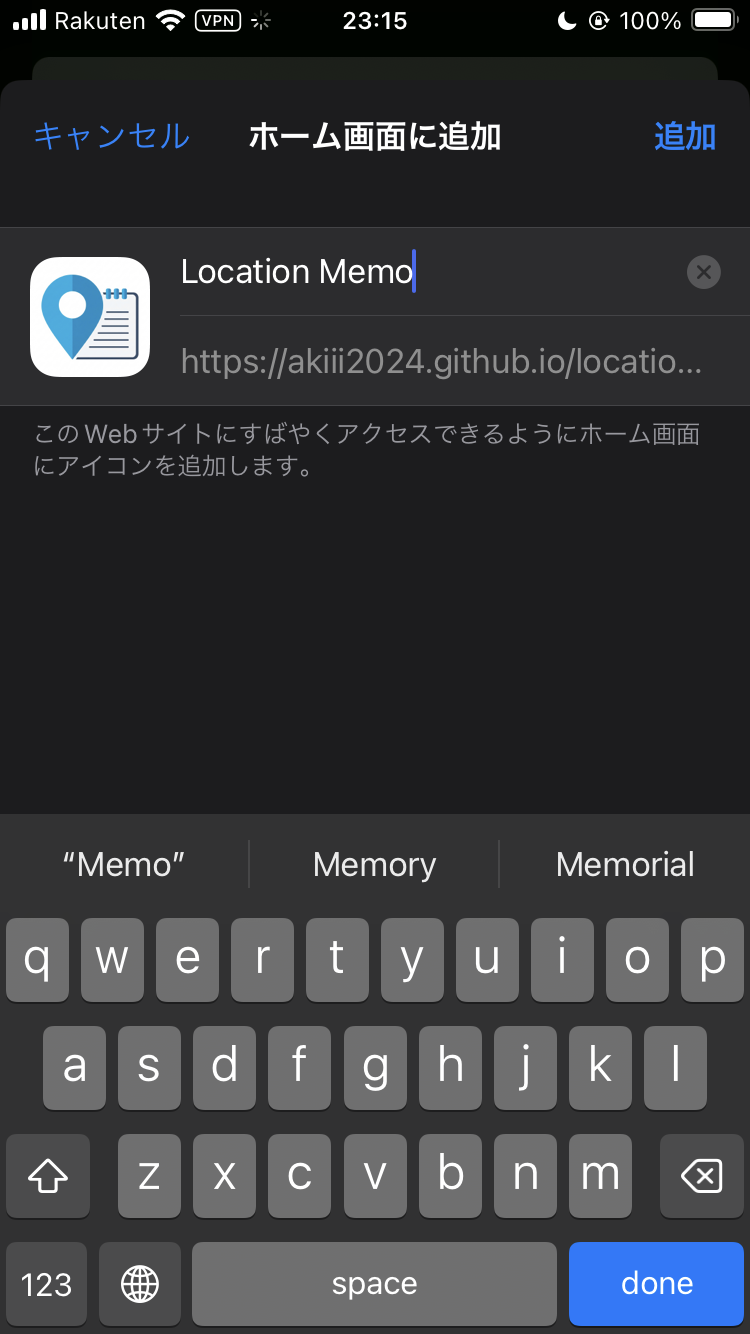 Rakuten VPN 23:15 100%
キャンセル ホーム画面に追加 追加
Location Memo
https://akiii2024.github.io/locatio...
このWebサイトにすばやくアクセスできるようにホーム画面
にアイコンを追加します。
“Memo” Memory Memorial
q w e r t y u i o p
a s d f g h j k l
z x c v b n m
123 space done